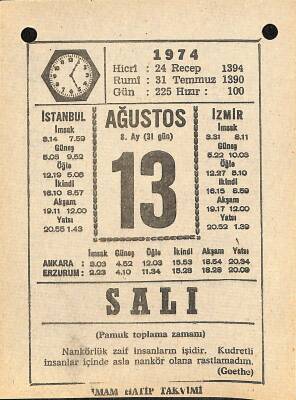 1974
Hicrî : 24 Recep 1394
Rumî : 31 Temmuz 1390
Gün : 225 Hızır : 100
İSTANBUL
İmsak
8.14 7.59
Güneş
5.08 9.52
Öğle
12.19 5.08
İkindi
16.10 8.57
Akşam
19.11 12.00
Yatsı
20.55 1.43
AĞUSTOS
8. Ay (31 gün)
13
İZMİR
İmsak
3.31 8.11
Güneş
5.22 10.03
Öğle
12.27 5.10
İkindi
16.15 8.59
Akşam
19.17 12.00
Yatsı
20.52 1.39
İmsak Güneş Öğle İkindi Akşam Yatsı
ANKARA : 3.03 4.52 12.03 15.53 18.54 20.34
ERZURUM : 2.23 4.10 11.34 15.28 18.28 20.09
SALI
(Pamuk toplama zamanı)
Nankörlük zaif insanların işidir. Kudretli
insanlar içinde asla nankör olana rastlamadım.
(Goethe)
İMAM HATİP TAKVİMİ